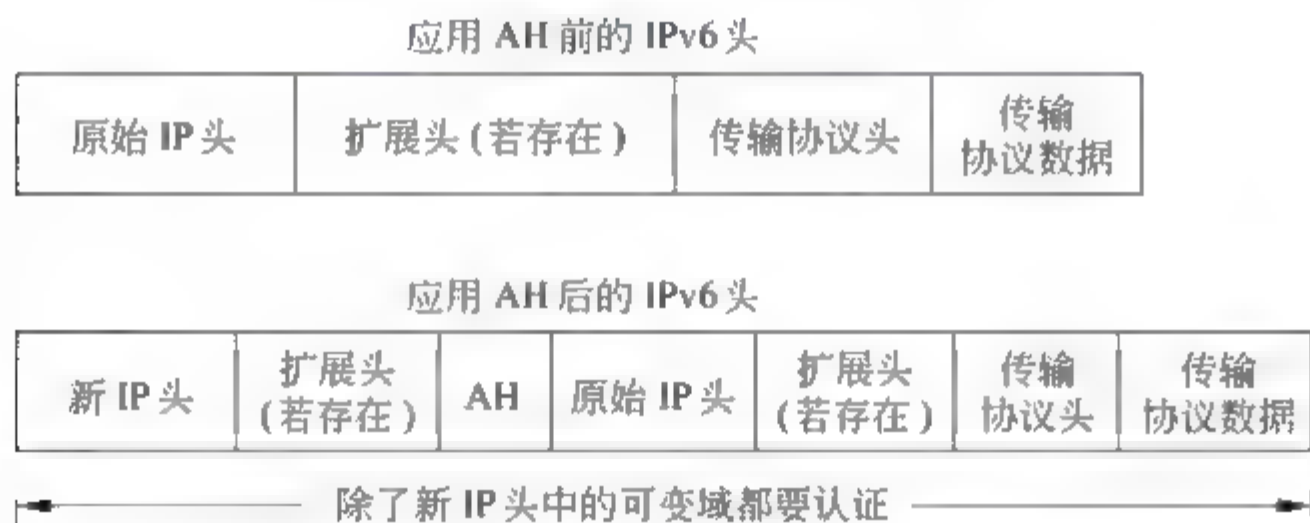 应用 AH 前的 IPv6 头
原始 IP 头 扩展头(若存在) 传输协议头 传输
协议数据
应用 AH 后的 IPv6 头
新 IP 头 扩展头
(若存在) AH 原始 IP 头 扩展头
(若存在) 传输
协议头 传输
协议数据
除了新 IP 头中的可变域都要认证